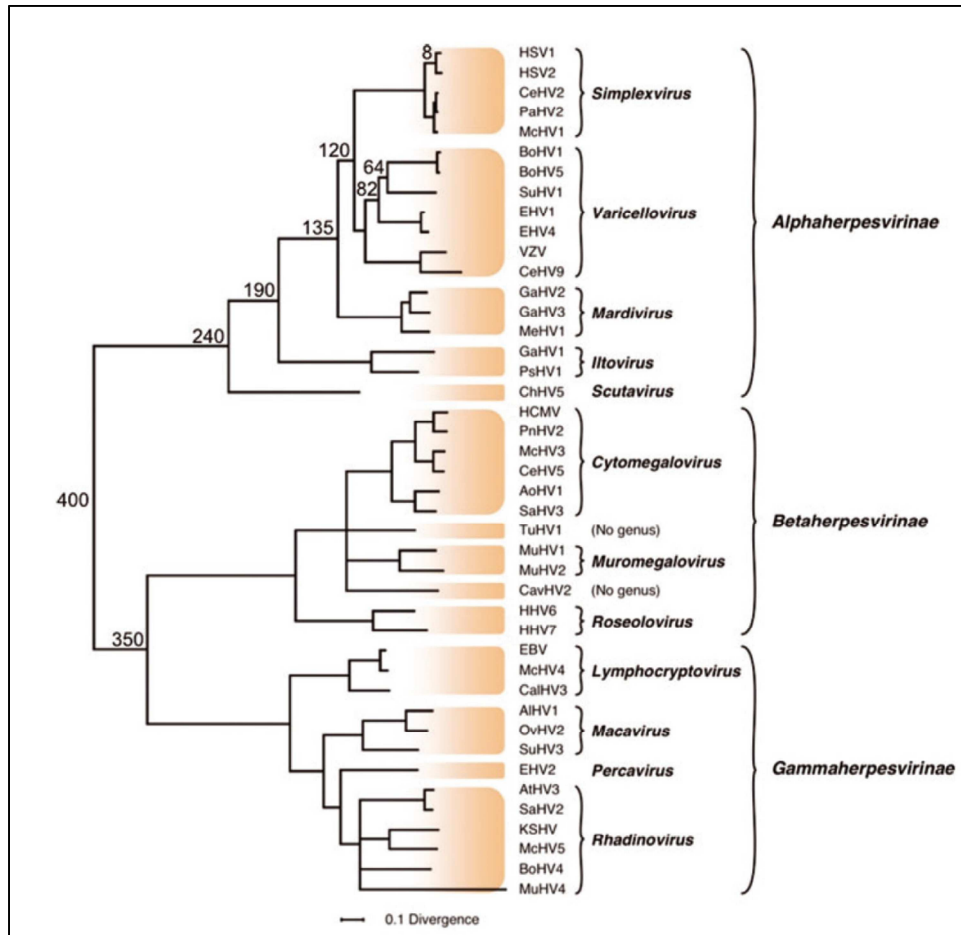 8
HSV1
HSV2
CeHV2
PaHV2
McHV1
Simplexvirus
120
64
82
BoHV1
BoHV5
SuHV1
EHV1
EHV4
VZV
CeHV9
Varicellovirus
135
GaHV2
GaHV3
MeHV1
Mardivirus
190
GaHV1
PsHV1
Iltovirus
240
ChHV5
Scutavirus
Alphaherpesvirinae
400
HCMV
PnHV2
McHV3
CeHV5
AoHV1
SaHV3
Cytomegalovirus
TuHV1 (No genus)
MuHV1
MuHV2
Muromegalovirus
CavHV2 (No genus)
HHV6
HHV7
Roseolovirus
Betaherpesvirinae
350
EBV
McHV4
CalHV3
Lymphocryptovirus
AlHV1
OvHV2
SuHV3
Macavirus
EHV2
Percavirus
AtHV3
SaHV2
KSHV
McHV5
BoHV4
MuHV4
Rhadinovirus
Gammaherpesvirinae
0.1 Divergence